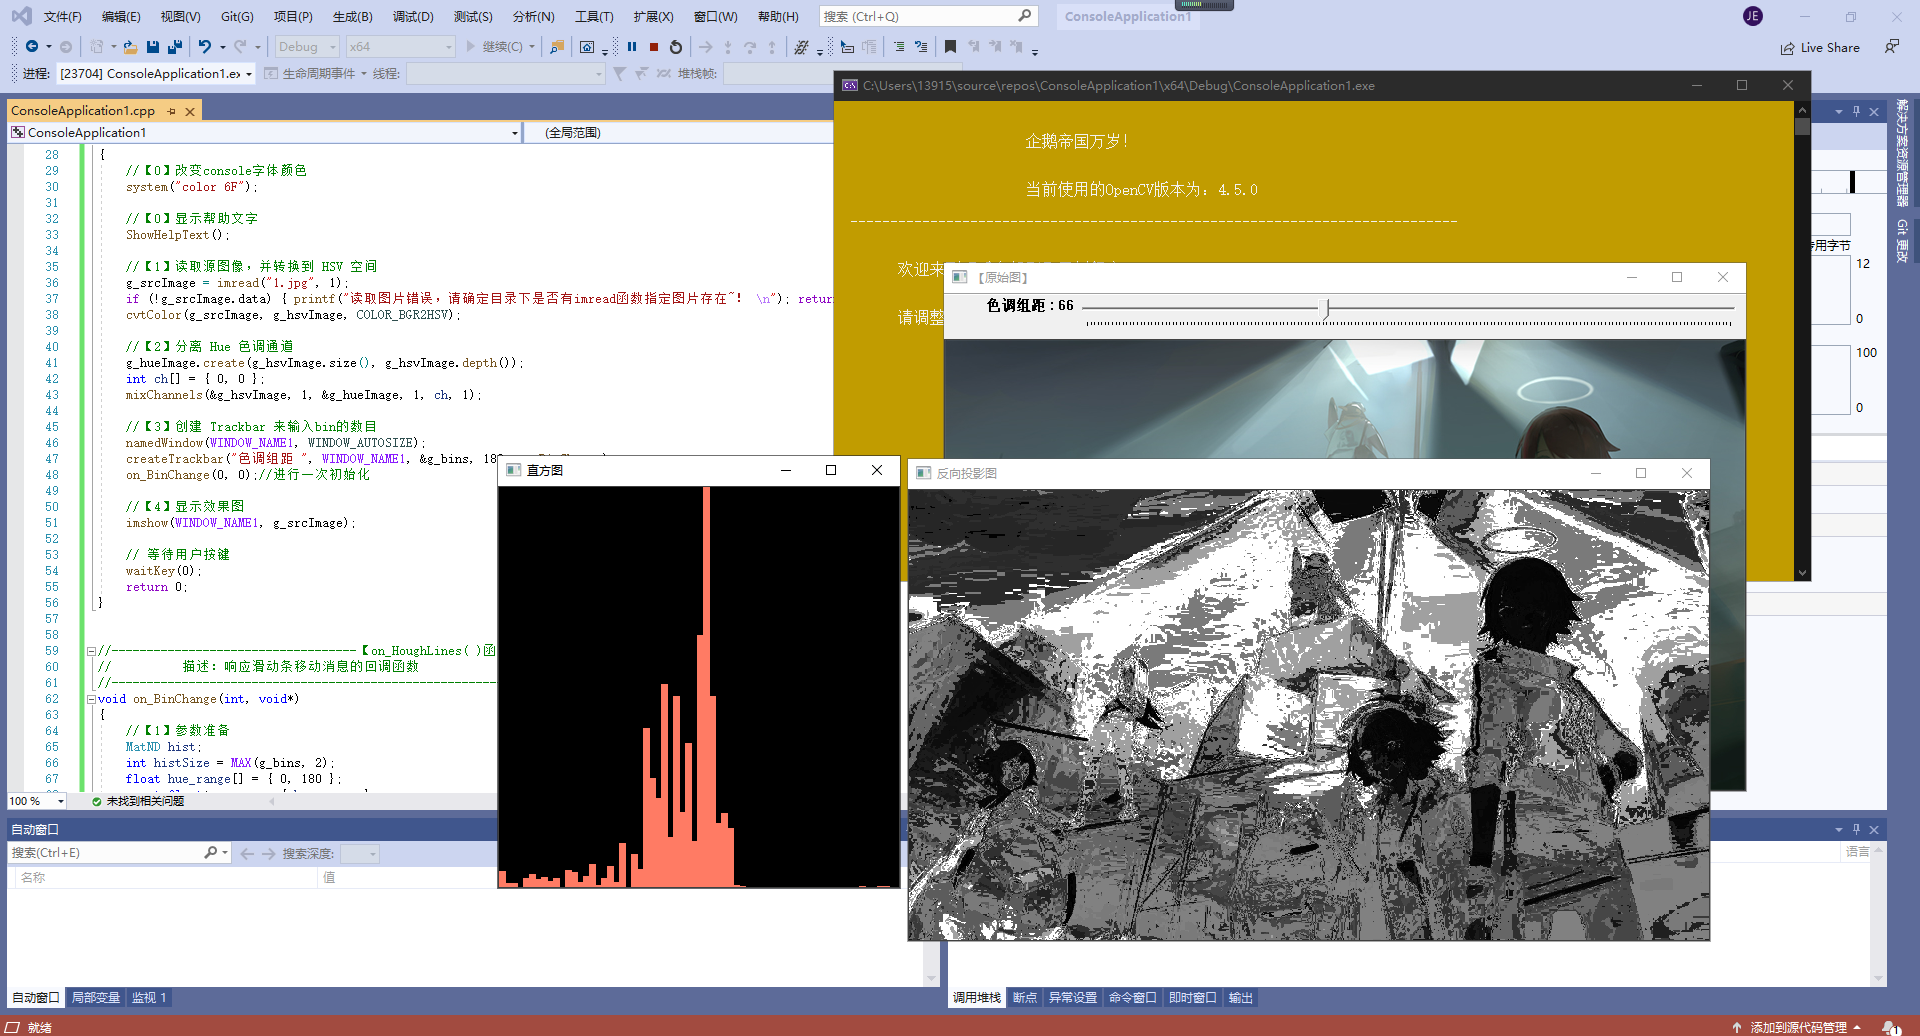 文件(F) 编辑(E) 视图(V) Git(G) 项目(P) 生成(B) 调试(D) 测试(S) 分析(N) 工具(T) 扩展(X) 窗口(W) 帮助(H) 搜索 (Ctrl+Q) ConsoleApplication1 JE
Debug x64 继续(C) Live Share
进程: [23704] ConsoleApplication1.ex 生命周期事件 线程: 堆栈帧:
ConsoleApplication1.cpp
ConsoleApplication1 (全局范围)
28 {
29 //【0】改变console字体颜色
30 system("color 6F");
31
32 //【0】显示帮助文字
33 ShowHelpText();
34
35 //【1】读取源图像，并转换到 HSV 空间
36 g_srcImage = imread("1.jpg", 1);
37 if (!g_srcImage.data) { printf("读取图片错误，请确定目录下是否有imread函数指定图片存在~！ \n"); retur
38 cvtColor(g_srcImage, g_hsvImage, COLOR_BGR2HSV);
39
40 //【2】分离 Hue 色调通道
41 g_hueImage.create(g_hsvImage.size(), g_hsvImage.depth());
42 int ch[] = { 0, 0 };
43 mixChannels(&g_hsvImage, 1, &g_hueImage, 1, ch, 1);
44
45 //【3】创建 Trackbar 来输入bin的数目
46 namedWindow(WINDOW_NAME1, WINDOW_AUTOSIZE);
47 createTrackbar("色调组距 ", WINDOW_NAME1, &g_bins, 180
48 on_BinChange(0, 0);//进行一次初始化
49
50 //【4】显示效果图
51 imshow(WINDOW_NAME1, g_srcImage);
52
53 // 等待用户按键
54 waitKey(0);
55 return 0;
56 }
57
58
59 //-----------------------------------【on_HoughLines( )函
60 // 描述：响应滑动条移动消息的回调函数
61 //-------------------------------------------------------
62 void on_BinChange(int, void*)
63 {
64 //【1】参数准备
65 MatND hist;
66 int histSize = MAX(g_bins, 2);
67 float hue_range[] = { 0, 180 };
100 % 未找到相关问题
C:\Users\13915\source\repos\ConsoleApplication1\x64\Debug\ConsoleApplication1.exe
企鹅帝国万岁！
当前使用的OpenCV版本为：4.5.0
----------------------------------------------------------------------------
欢迎来
请调整
【原始图】
色调组距 : 66
直方图
反向投影图
专用字节
12
0
100
0
解决方案资源管理器
Git 更改
自动窗口
搜索(Ctrl+E) 搜索深度:
名称 值
语言
自动窗口 局部变量 监视 1
调用堆栈 断点 异常设置 命令窗口 即时窗口 输出
就绪 添加到源代码管理 1